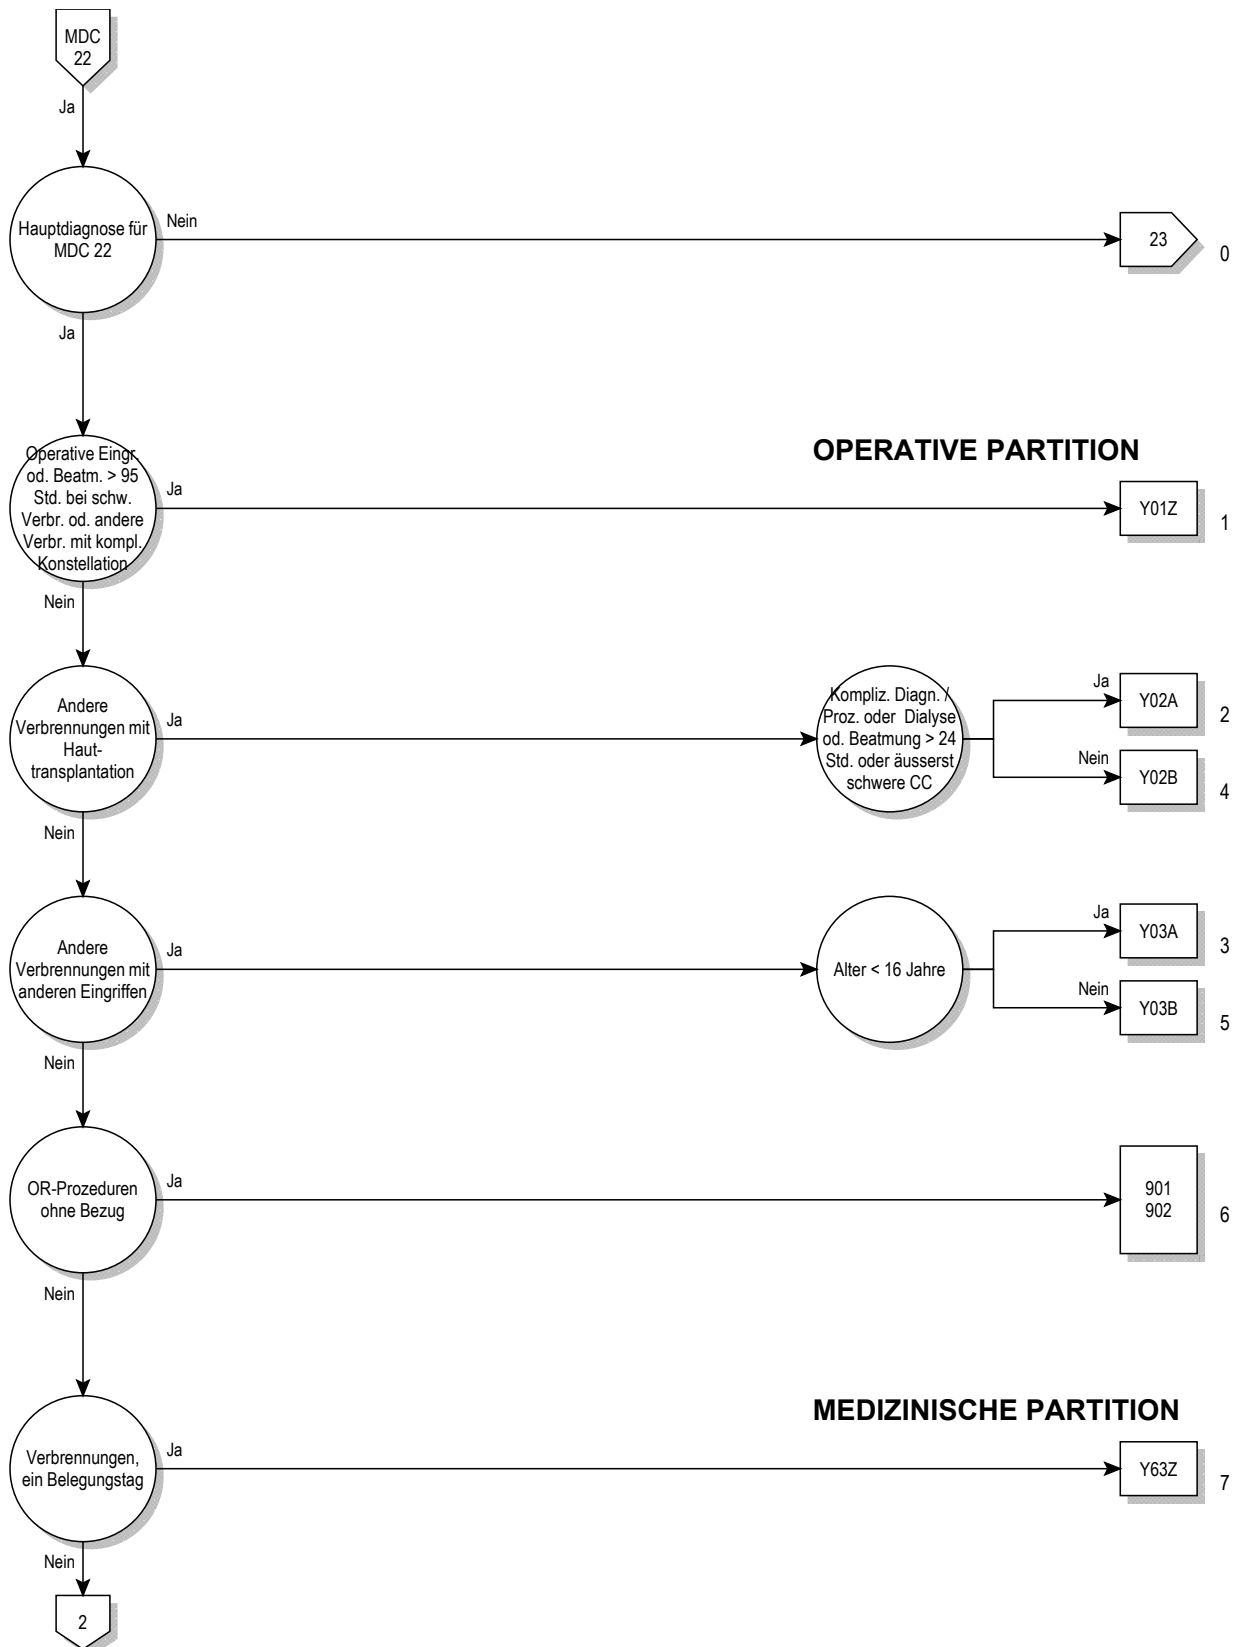 MDC
22
Ja
Hauptdiagnose für
MDC 22
Nein
23
0
Ja
OPERATIVE PARTITION
Operative Eingr.
od. Beatm. > 95
Std. bei schw.
Verbr. od. andere
Verbr. mit kompl.
Konstellation
Ja
Y01Z
1
Nein
Andere
Verbrennungen mit
Haut-
transplantation
Ja
Kompliz. Diagn. /
Proz. oder Dialyse
od. Beatmung > 24
Std. oder äusserst
schwere CC
Ja
Y02A
2
Nein
Y02B
4
Nein
Andere
Verbrennungen mit
anderen Eingriffen
Ja
Alter < 16 Jahre
Ja
Y03A
3
Nein
Y03B
5
Nein
OR-Prozeduren
ohne Bezug
Ja
901
902
6
Nein
MEDIZINISCHE PARTITION
Verbrennungen,
ein Belegungstag
Ja
Y63Z
7
Nein
2